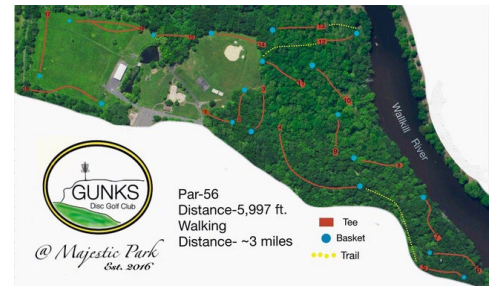 Wallkill River
GUNKS
Disc Golf Club
@ Majestic Park
Est. 2016
Par-56
Distance-5,997 ft.
Walking
Distance- ~3 miles
Tee
Basket
Trail